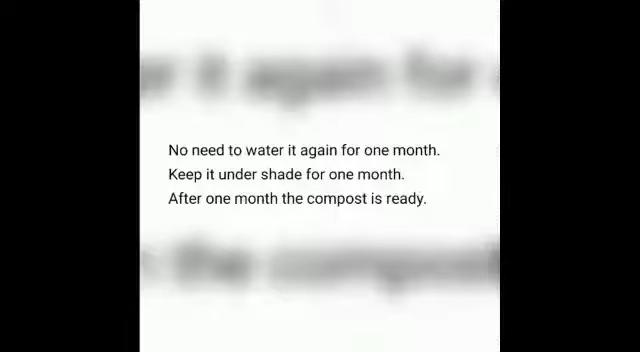 No need to water it again for one month.
Keep it under shade for one month.
After one month the compost is ready.